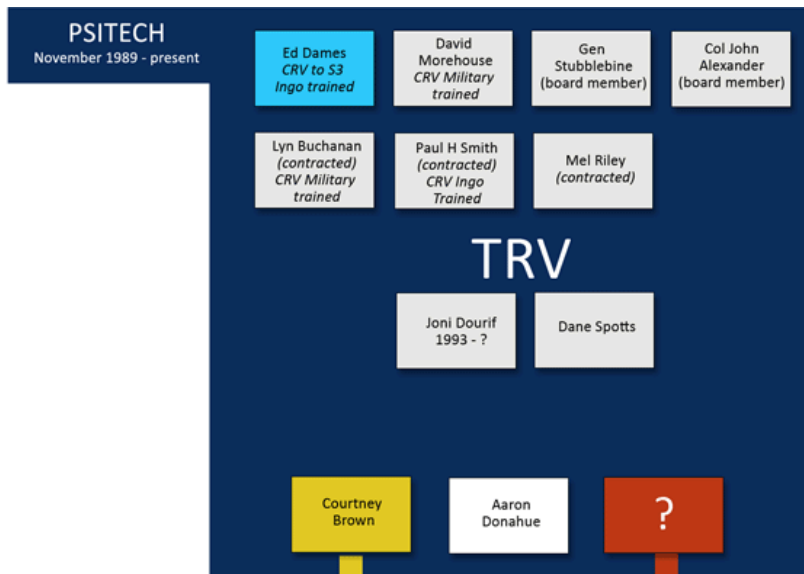 PSITECH
November 1989 - present
Ed Dames
CRV to S3
Ingo trained
David
Morehouse
CRV Military
trained
Gen
Stubblebine
(board member)
Col John
Alexander
(board member)
Lyn Buchanan
(contracted)
CRV Military
trained
Paul H Smith
(contracted)
CRV Ingo
Trained
Mel Riley
(contracted)
TRV
Joni Dourif
1993 - ?
Dane Spotts
Courtney
Brown
Aaron
Donahue
?